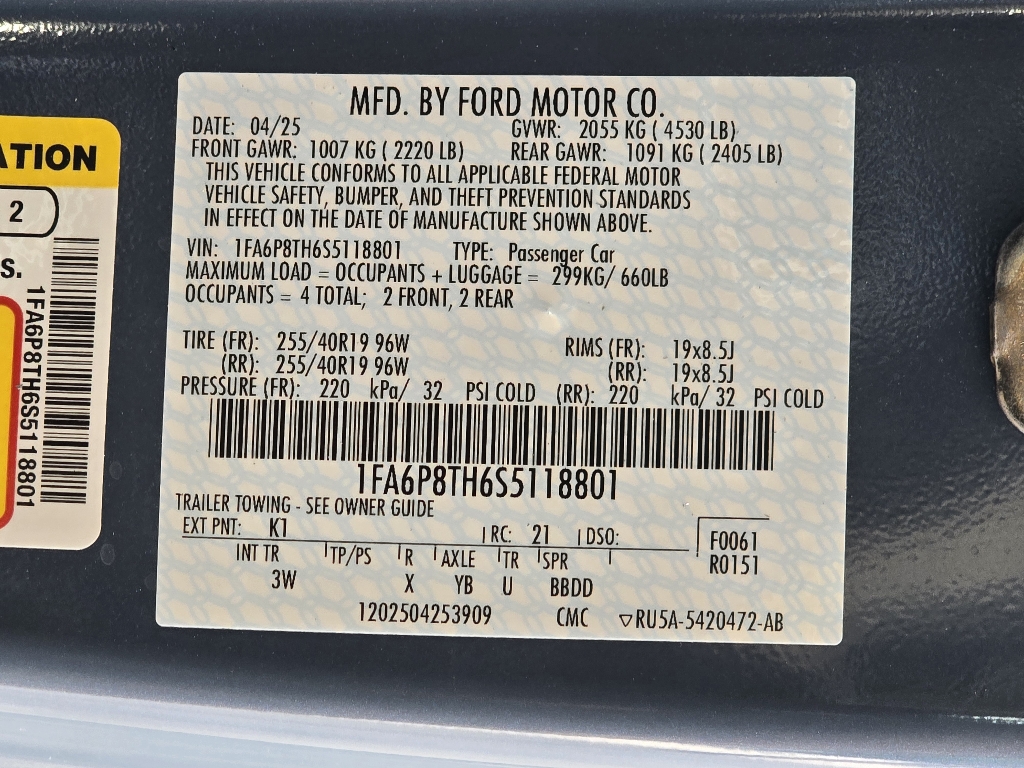 MFD. BY FORD MOTOR CO.
DATE: 04/25 GVWR: 2055 KG ( 4530 LB)
FRONT GAWR: 1007 KG ( 2220 LB) REAR GAWR: 1091 KG ( 2405 LB)
THIS VEHICLE CONFORMS TO ALL APPLICABLE FEDERAL MOTOR
VEHICLE SAFETY, BUMPER, AND THEFT PREVENTION STANDARDS
IN EFFECT ON THE DATE OF MANUFACTURE SHOWN ABOVE.
VIN: 1FA6P8TH6S5118801 TYPE: Passenger Car
MAXIMUM LOAD = OCCUPANTS + LUGGAGE = 299KG/ 660LB
OCCUPANTS = 4 TOTAL; 2 FRONT, 2 REAR
TIRE (FR): 255/40R19 96W RIMS (FR): 19x8.5J
(RR): 255/40R19 96W (RR): 19x8.5J
PRESSURE (FR): 220 kPa/ 32 PSI COLD (RR): 220 kPa/ 32 PSI COLD
1FA6P8TH6S5118801
TRAILER TOWING - SEE OWNER GUIDE
EXT PNT: K1 RC: 21 DSO: F0061
INT TR TP/PS R AXLE TR SPR R0151
3W X YB U BBDD
1202504253909 CMC ▽RU5A-5420472-AB
ATION
2
S.
1FA6P8TH6S5118801